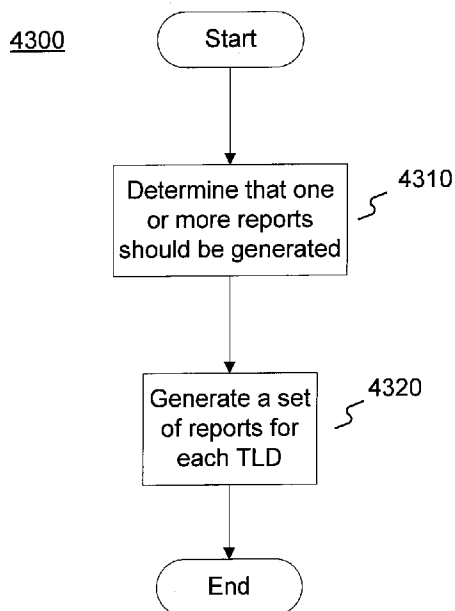 4300
Start
Determine that one
or more reports
should be generated
4310
Generate a set
of reports for
each TLD
4320
End